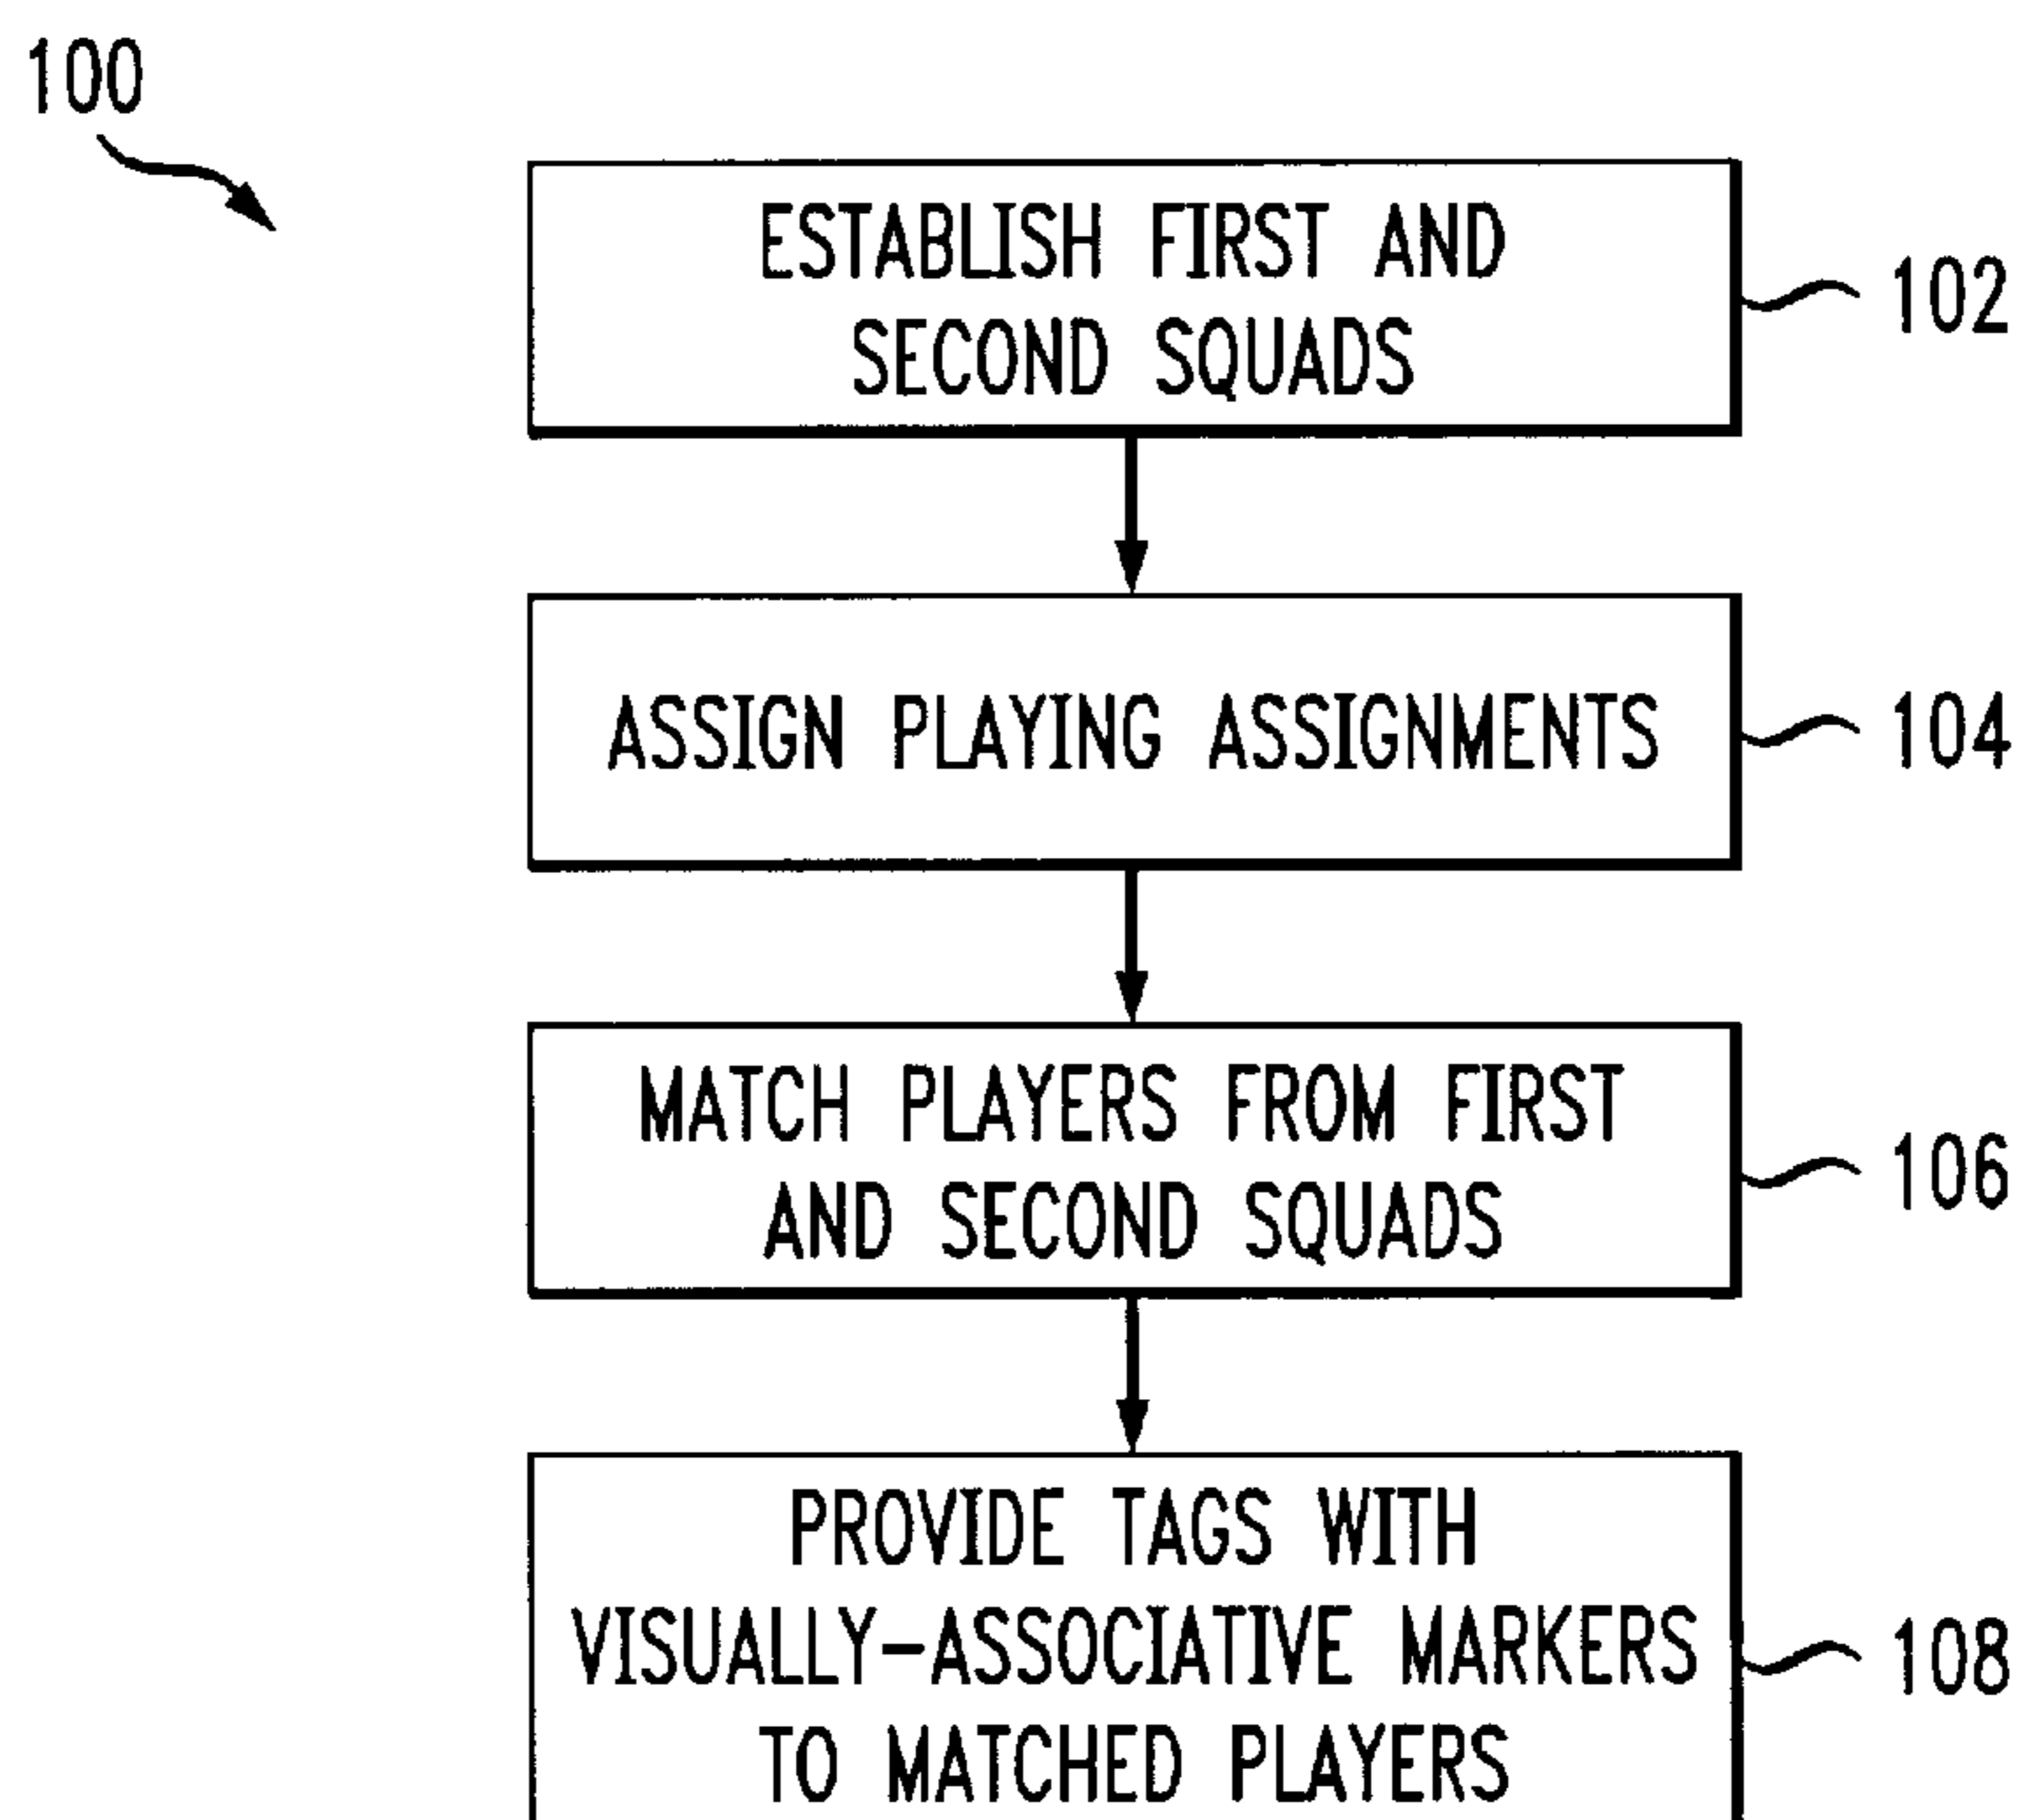 100
ESTABLISH FIRST AND
SECOND SQUADS
102
ASSIGN PLAYING ASSIGNMENTS
104
MATCH PLAYERS FROM FIRST
AND SECOND SQUADS
106
PROVIDE TAGS WITH
VISUALLY-ASSOCIATIVE MARKERS
TO MATCHED PLAYERS
108